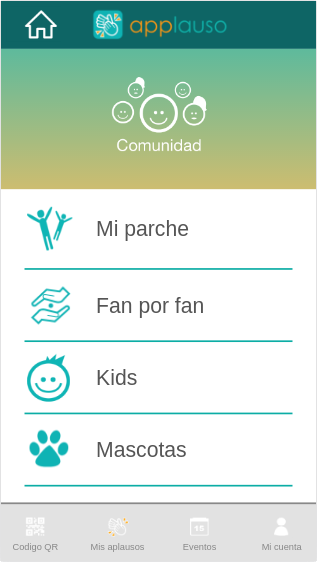 applauso
Comunidad
Mi parche
Fan por fan
Kids
Mascotas
15
Codigo QR
Mis aplausos
Eventos
Mi cuenta